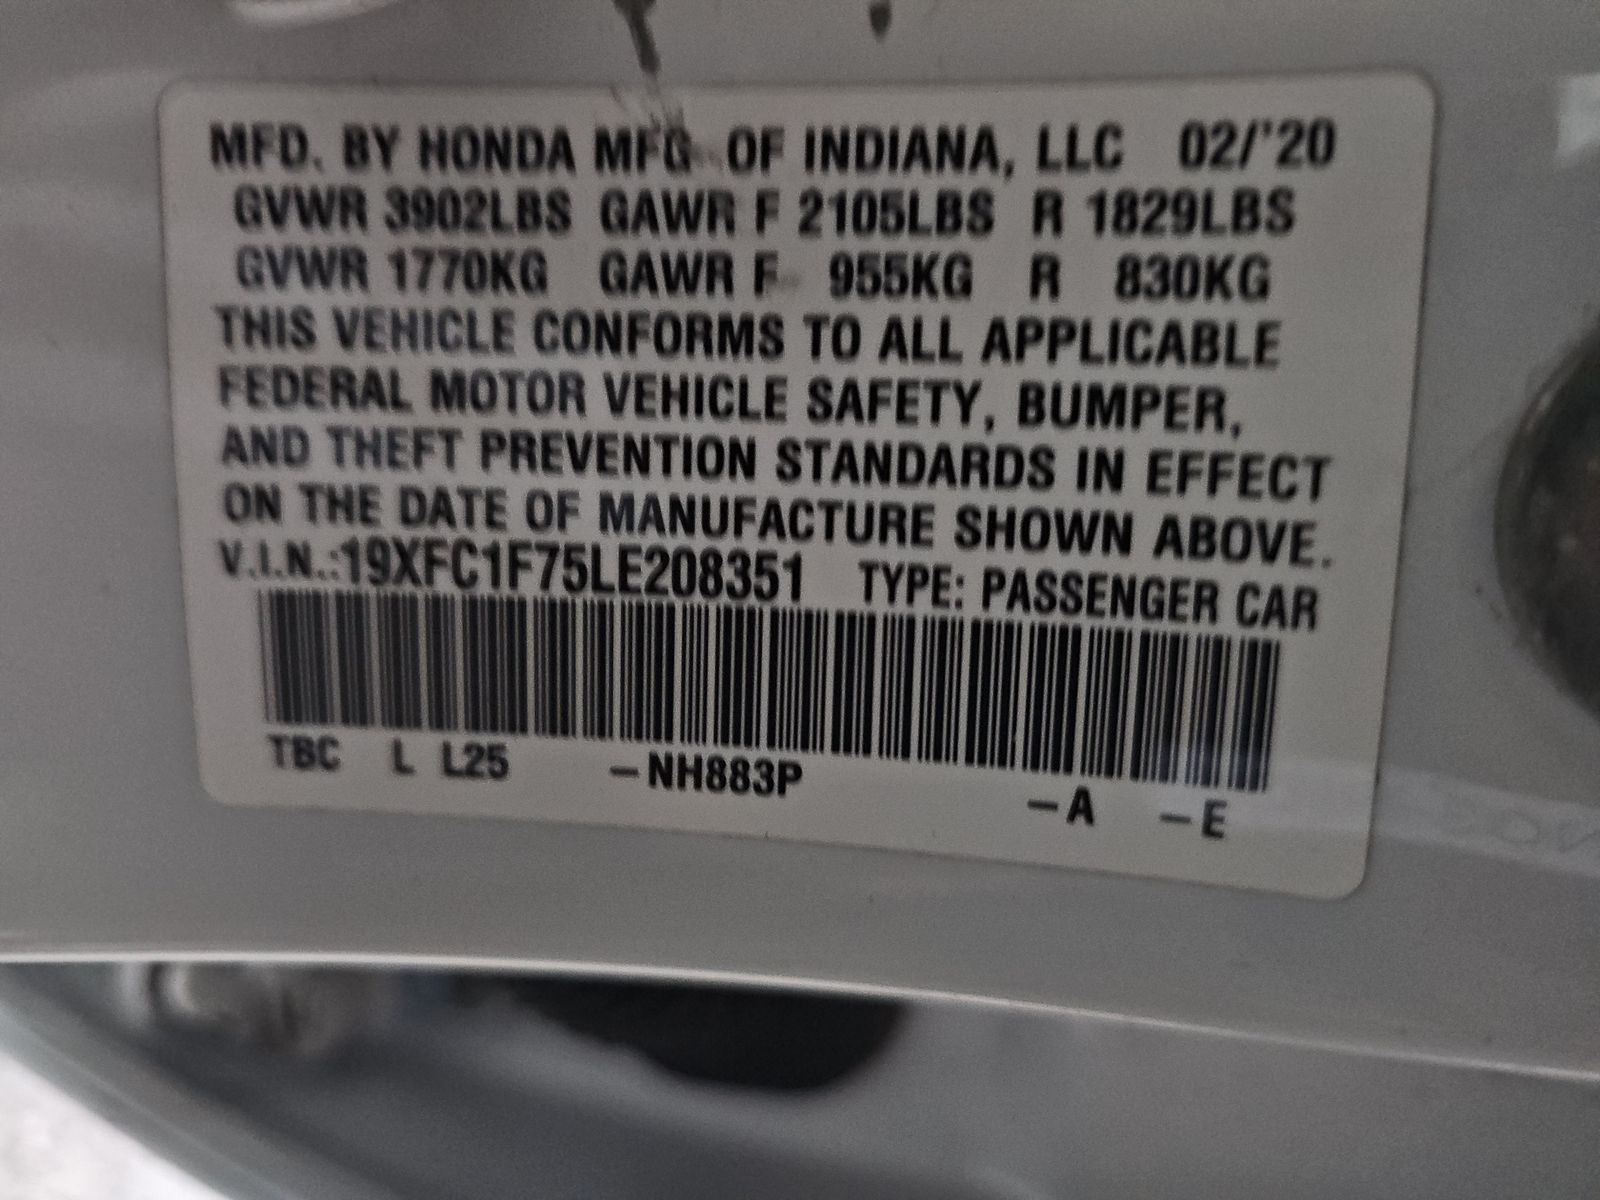 MFD. BY HONDA MFG. OF INDIANA, LLC 02/'20
GVWR 3902LBS GAWR F 2105LBS R 1829LBS
GVWR 1770KG GAWR F 955KG R 830KG
THIS VEHICLE CONFORMS TO ALL APPLICABLE
FEDERAL MOTOR VEHICLE SAFETY, BUMPER,
AND THEFT PREVENTION STANDARDS IN EFFECT
ON THE DATE OF MANUFACTURE SHOWN ABOVE.
V.I.N.:19XFC1F75LE208351 TYPE: PASSENGER CAR
TBC L L25 –NH883P –A –E